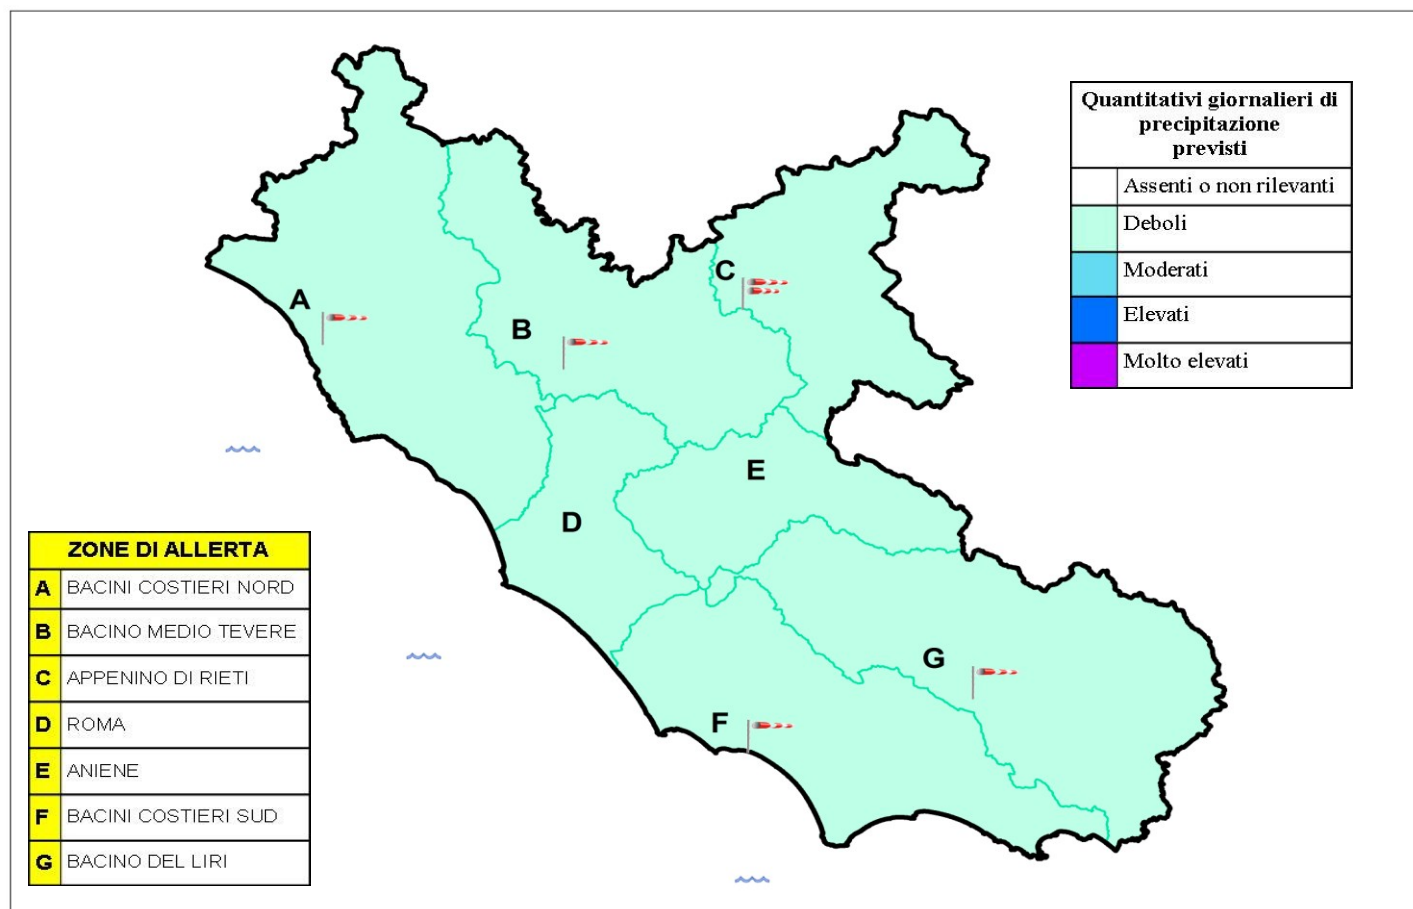 Quantitativi giornalieri di
precipitazione
previsti
Assenti o non rilevanti
Deboli
Moderati
Elevati
Molto elevati
A
B
C
D
E
F
G
ZONE DI ALLERTA
A BACINI COSTIERI NORD
B BACINO MEDIO TEVERE
C APPENINO DI RIETI
D ROMA
E ANIENE
F BACINI COSTIERI SUD
G BACINO DEL LIRI